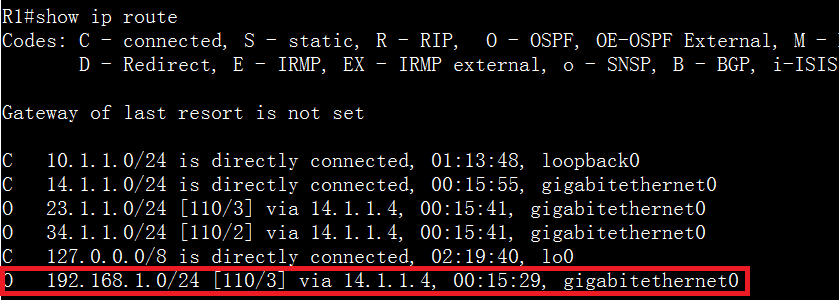 R1#show ip route
Codes: C - connected, S - static, R - RIP, O - OSPF, OE-OSPF External, M -
D - Redirect, E - IRMP, EX - IRMP external, o - SNSP, B - BGP, i-ISIS
Gateway of last resort is not set
C 10.1.1.0/24 is directly connected, 01:13:48, loopback0
C 14.1.1.0/24 is directly connected, 00:15:55, gigabitethernet0
O 23.1.1.0/24 [110/3] via 14.1.1.4, 00:15:41, gigabitethernet0
O 34.1.1.0/24 [110/2] via 14.1.1.4, 00:15:41, gigabitethernet0
C 127.0.0.0/8 is directly connected, 02:19:40, lo0
O 192.168.1.0/24 [110/3] via 14.1.1.4, 00:15:29, gigabitethernet0